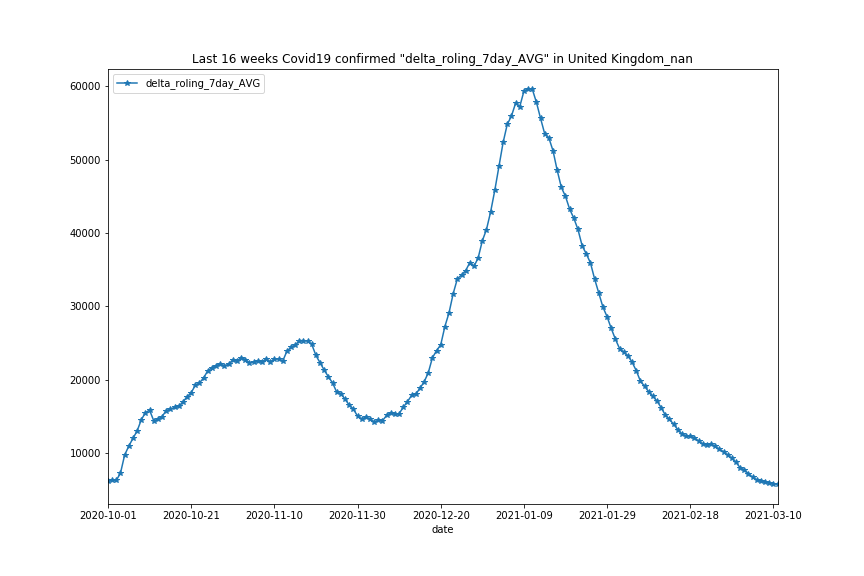 Last 16 weeks Covid19 confirmed "delta_roling_7day_AVG" in United Kingdom_nan
delta_roling_7day_AVG
60000
50000
40000
30000
20000
10000
2020-10-01 2020-10-21 2020-11-10 2020-11-30 2020-12-20 2021-01-09 2021-01-29 2021-02-18 2021-03-10
date